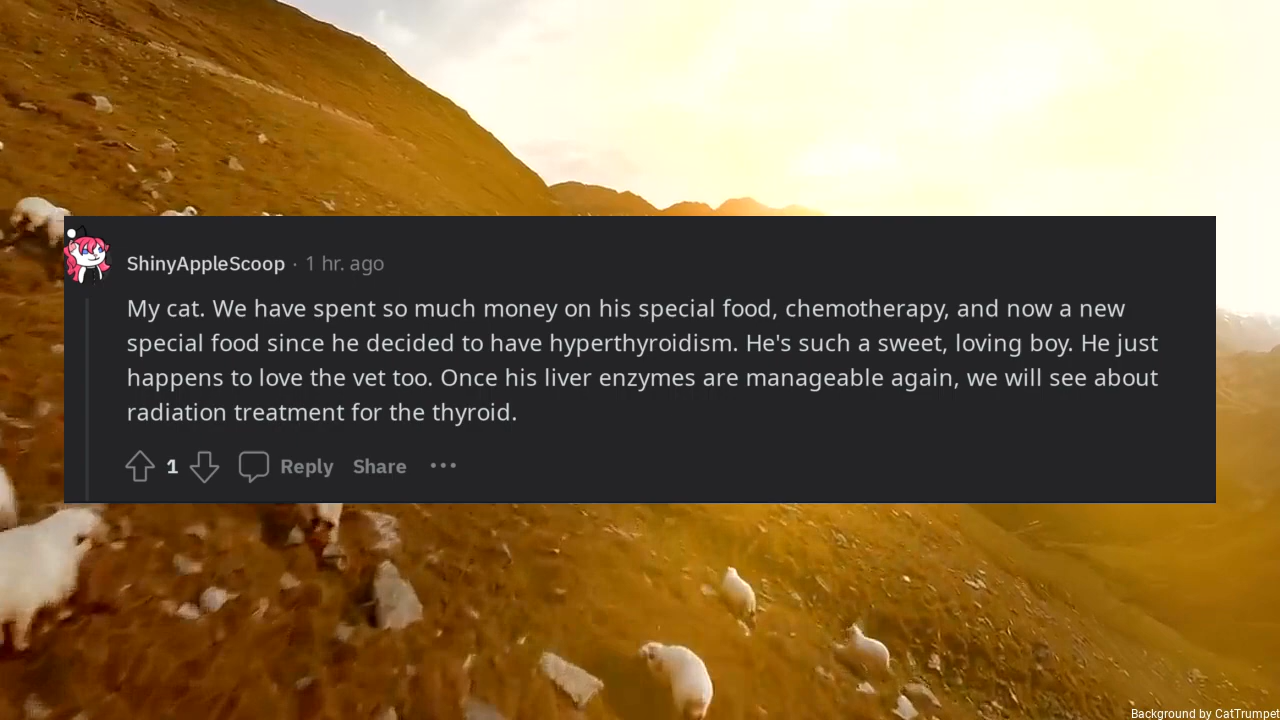 ShinyAppleScoop · 1 hr. ago
My cat. We have spent so much money on his special food, chemotherapy, and now a new
special food since he decided to have hyperthyroidism. He's such a sweet, loving boy. He just
happens to love the vet too. Once his liver enzymes are manageable again, we will see about
radiation treatment for the thyroid.
1 Reply Share ···
Background by CatTrumpet